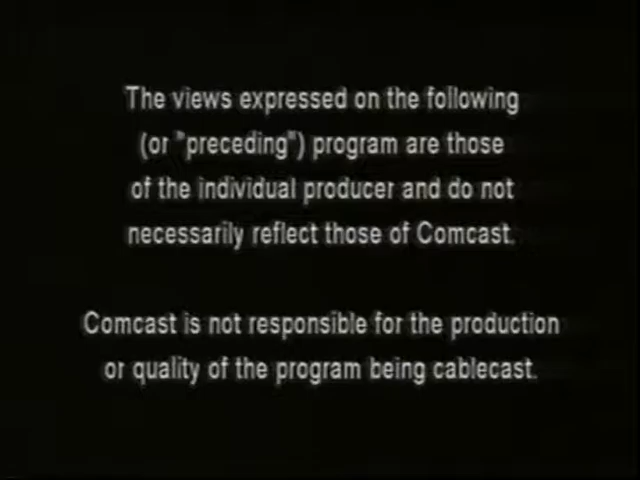 The views expressed on the following
(or "preceding") program are those
of the individual producer and do not
necessarily reflect those of Comcast.
Comcast is not responsible for the production
or quality of the program being cablecast.